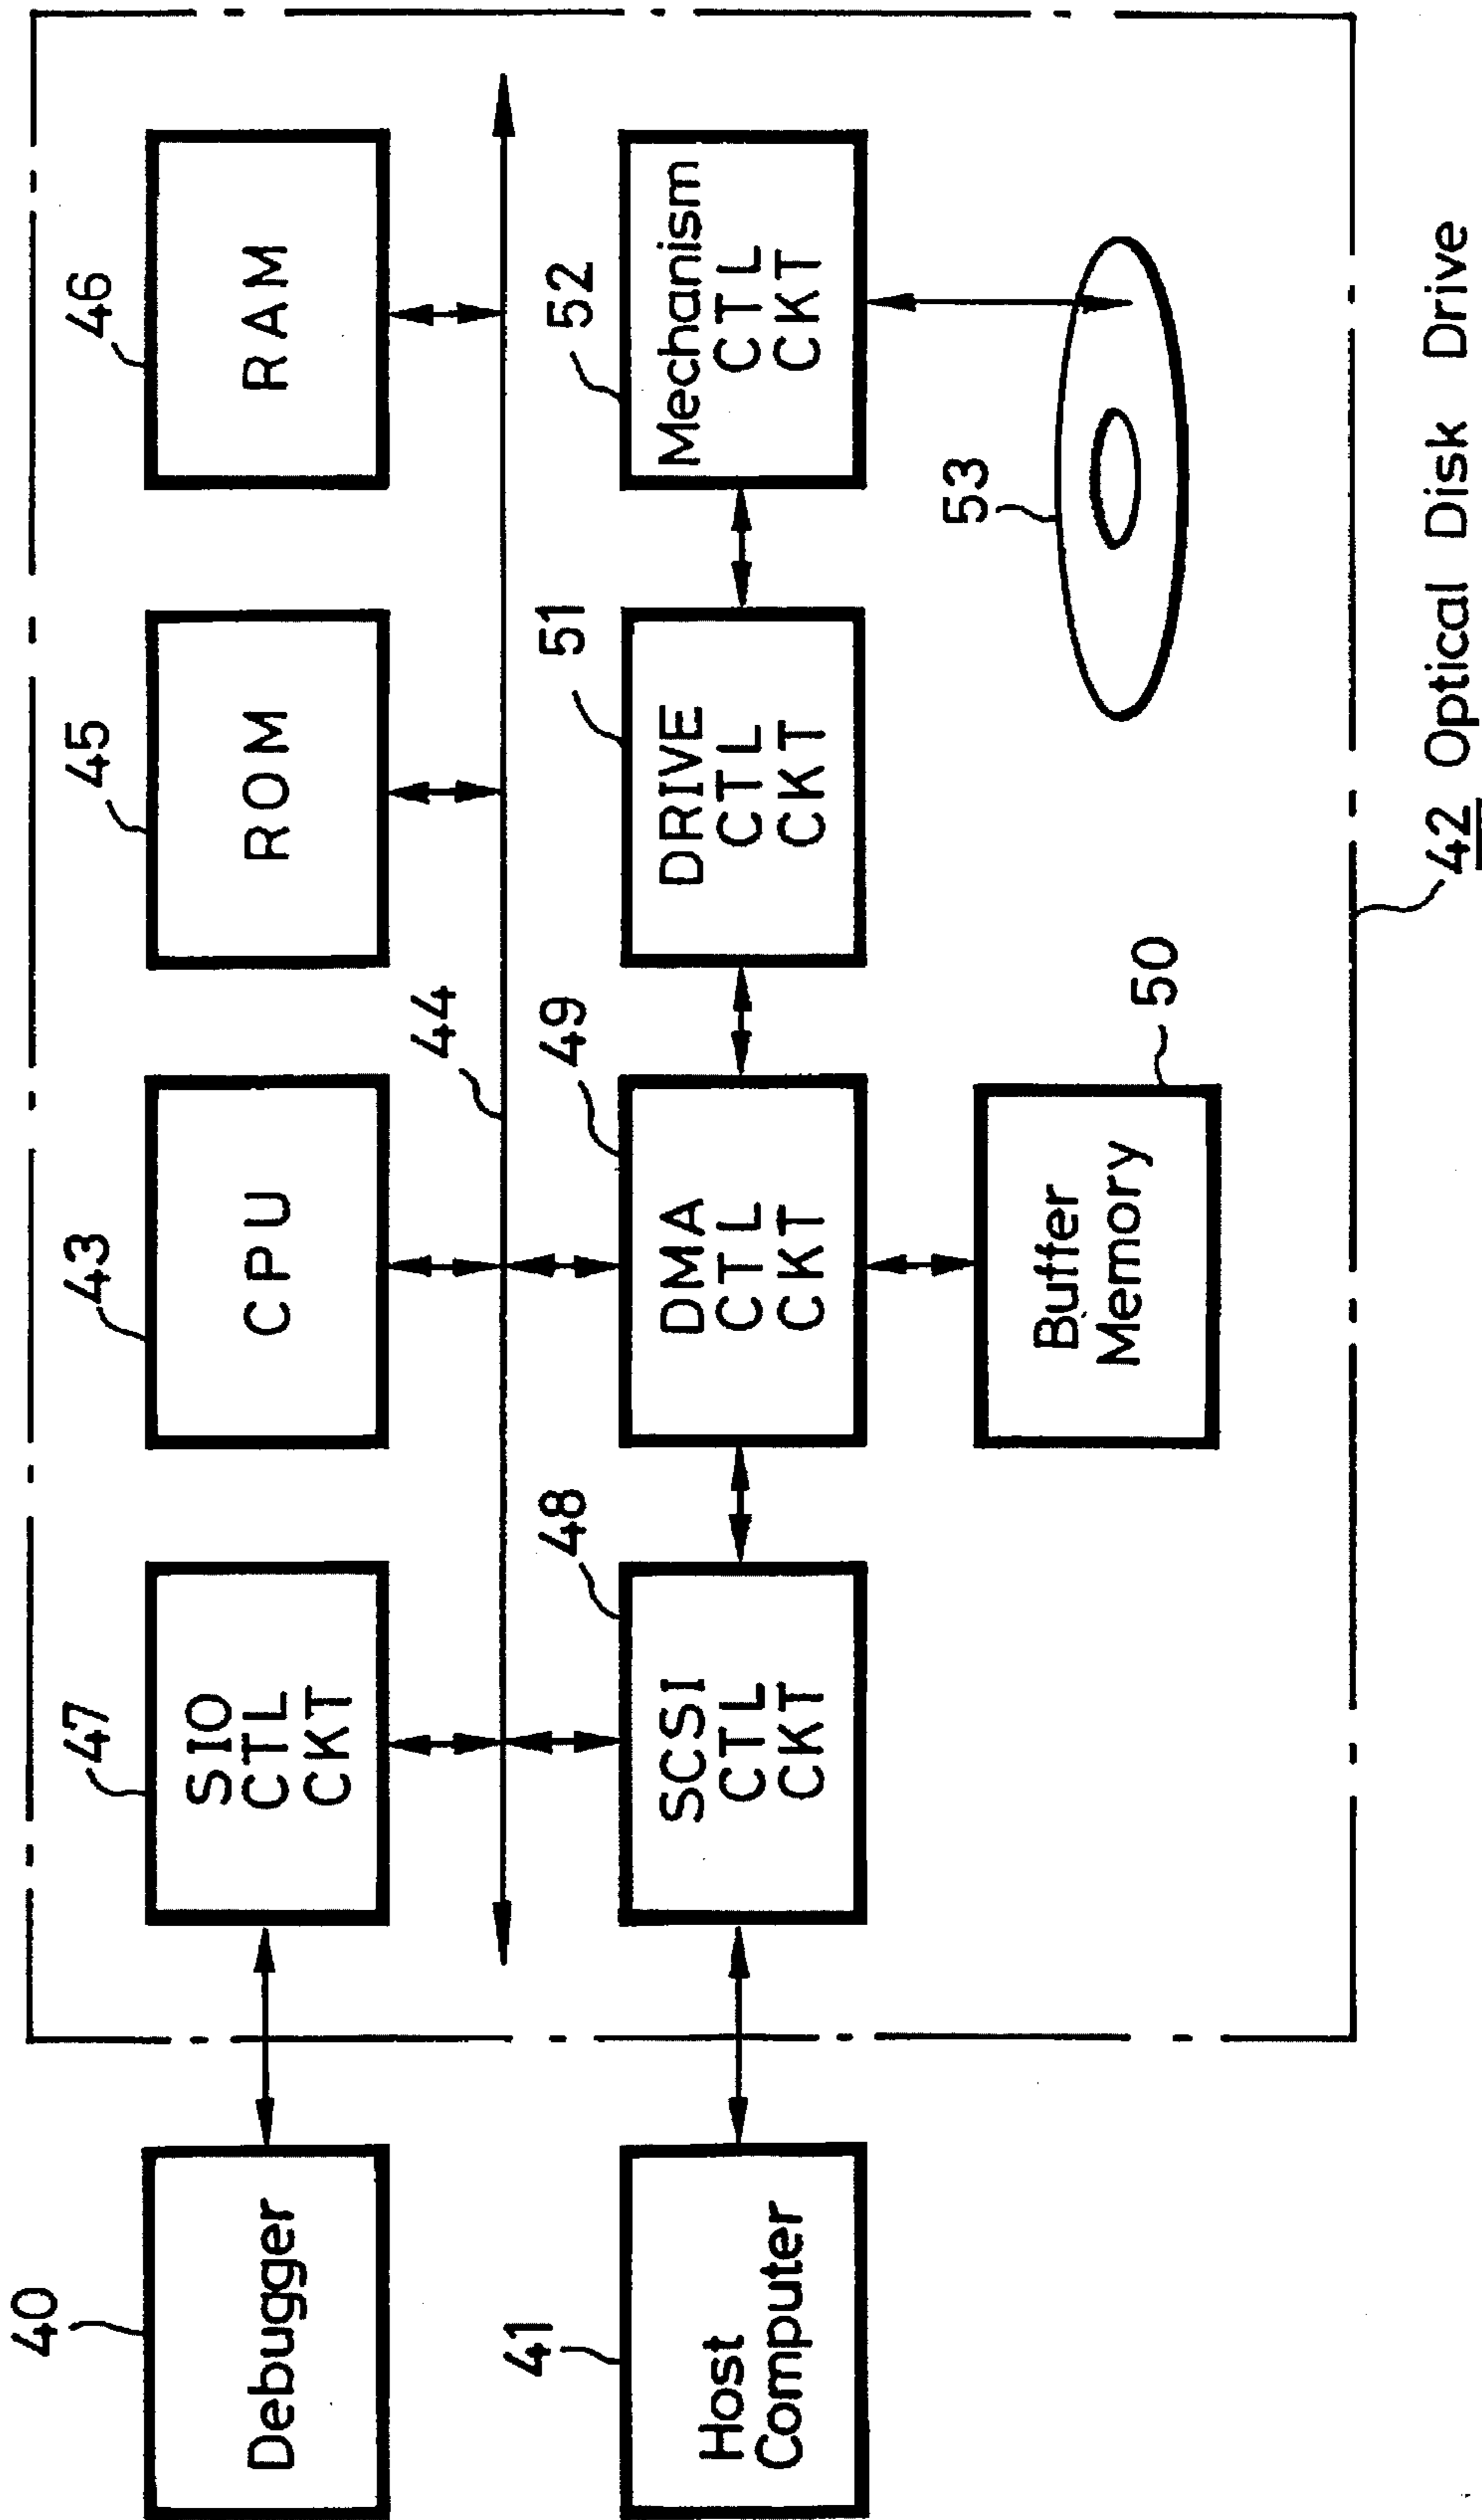 40
Debugger
47
SIO
CTL
CKT
43
CPU
45
ROM
46
RAM
44
41
Host
Computer
48
SCSI
CTL
CKT
49
DMA
CTL
CKT
51
DRIVE
CTL
CKT
52
Mechanism
CTL
CKT
50
Buffer
Memory
53
42 Optical Disk Drive